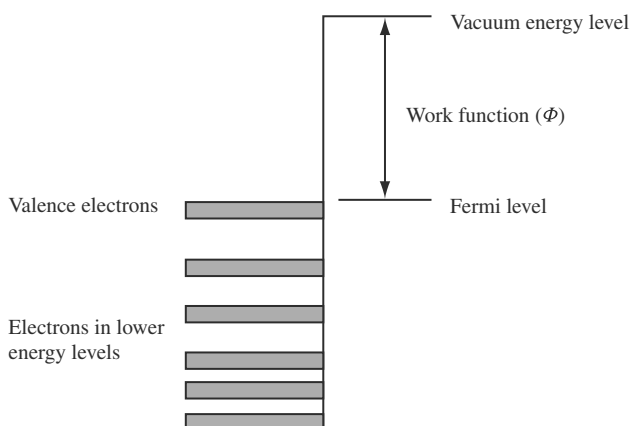 Vacuum energy level
Work function (Φ)
Valence electrons
Fermi level
Electrons in lower
energy levels